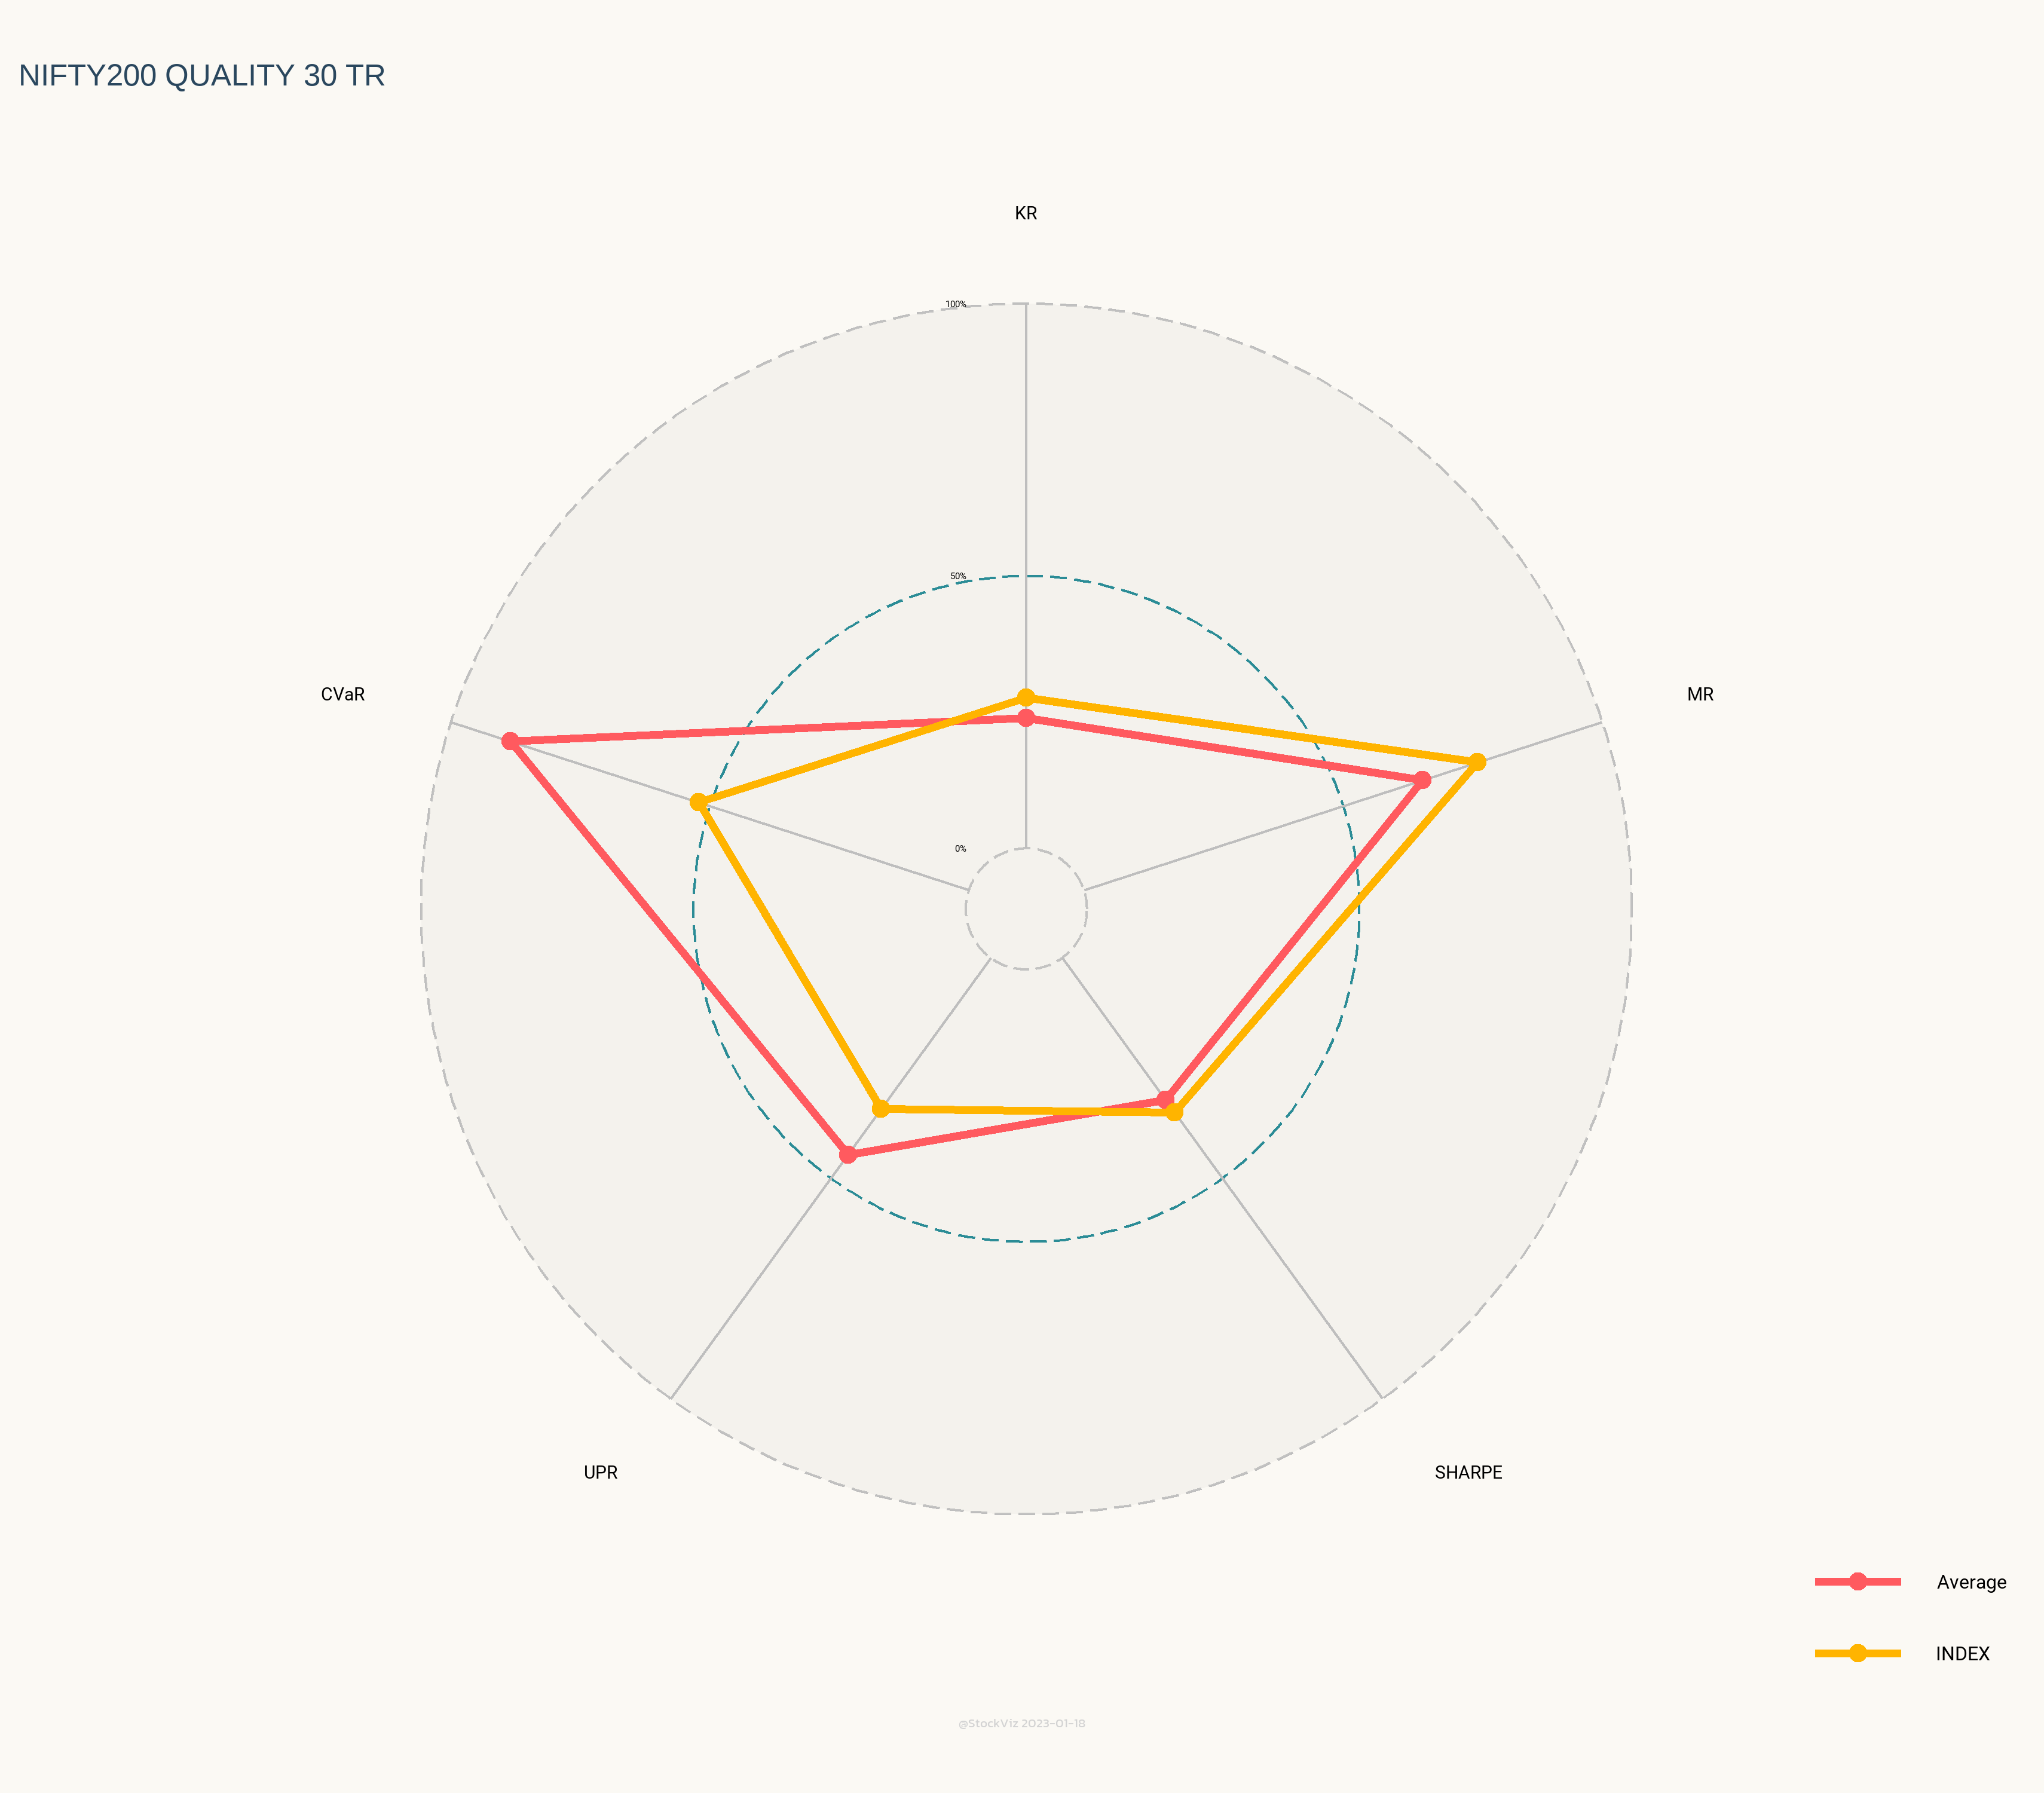 NIFTY200 QUALITY 30 TR
KR
100%
50%
CVaR
MR
0%
UPR
SHARPE
Average
INDEX
@StockViz 2023-01-18